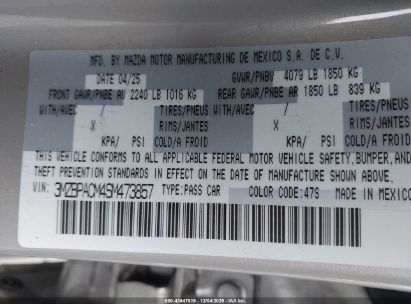 MFD. BY MAZDA MOTOR MANUFACTURING DE MEXICO S.A. DE C.V.
DATE 04/25 GVWR/PNBV 4079 LB 1850 KG
FRONT GAWR/PNBE AV 2240 LB 1016 KG REAR GAWR/PNBE AR 1850 LB 839 KG
WITH/AVEC / TIRES/PNEUS WITH/AVEC / TIRES/PNEUS
X RIMS/JANTES X RIMS/JANTES
KPA/ PSI COLD/A FROID KPA/ PSI COLD/A FROID
THIS VEHICLE CONFORMS TO ALL APPLICABLE FEDERAL MOTOR VEHICLE SAFETY, BUMPER, AND
THEFT PREVENTION STANDARDS IN EFFECT ON THE DATE OF MANUFACTURE SHOWN ABOVE.
VIN: 3MZBPACM4SM473857 TYPE:PASS CAR COLOR CODE:47S MADE IN MEXICO